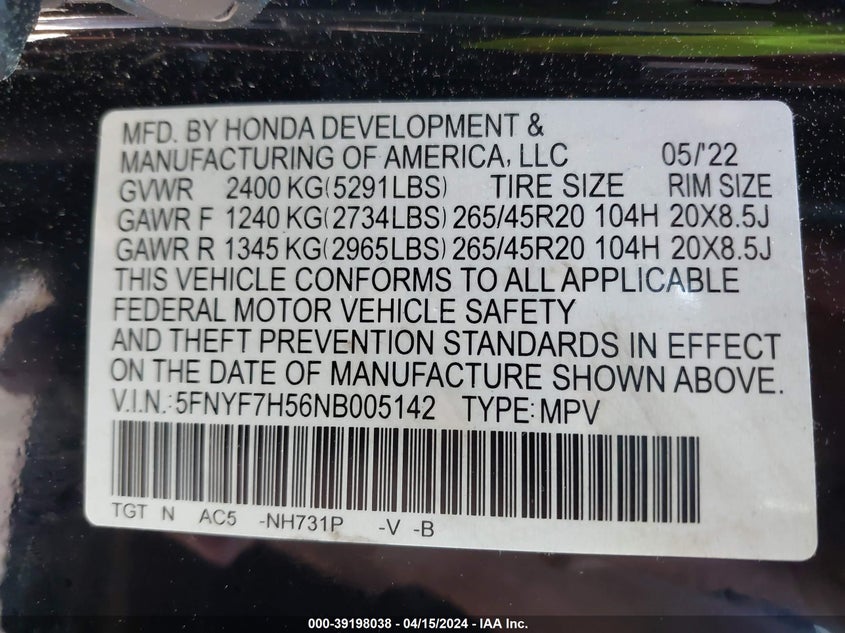 MFD. BY HONDA DEVELOPMENT &
MANUFACTURING OF AMERICA, LLC 05/'22
GVWR 2400 KG(5291LBS) TIRE SIZE RIM SIZE
GAWR F 1240 KG(2734LBS) 265/45R20 104H 20X8.5J
GAWR R 1345 KG(2965LBS) 265/45R20 104H 20X8.5J
THIS VEHICLE CONFORMS TO ALL APPLICABLE
FEDERAL MOTOR VEHICLE SAFETY
AND THEFT PREVENTION STANDARDS IN EFFECT
ON THE DATE OF MANUFACTURE SHOWN ABOVE.
V.I.N.: 5FNYF7H56NB005142 TYPE: MPV
TGT N AC5 -NH731P -V -B
000-39198038 - 04/15/2024 - IAA Inc.